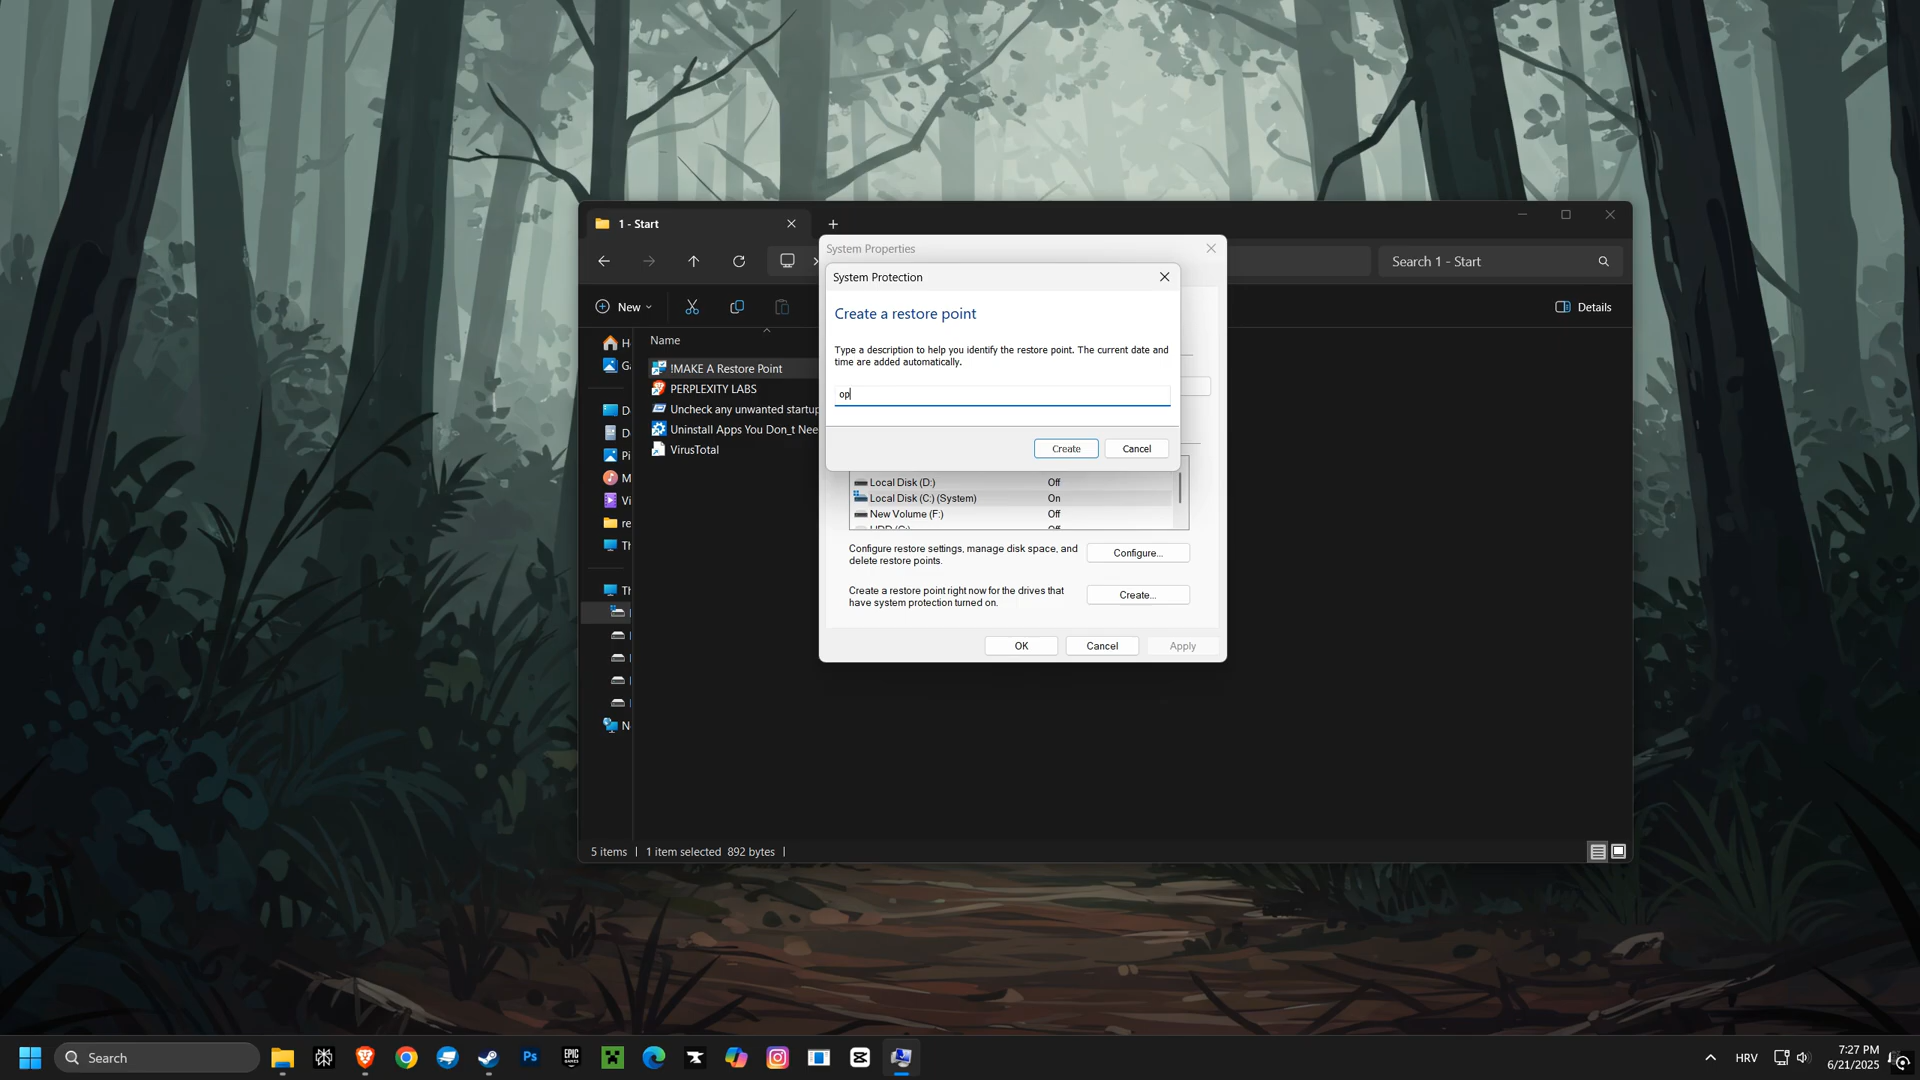 1 - Start
System Properties
Search 1 - Start
System Protection
Create a restore point
New
Details
Name
Type a description to help you identify the restore point. The current date and
time are added automatically.
!MAKE A Restore Point
PERPLEXITY LABS
op
Uncheck any unwanted startup
Uninstall Apps You Don_t Nee
VirusTotal
Create
Cancel
Local Disk (D:) Off
Local Disk (C:) (System) On
New Volume (F:) Off
Configure restore settings, manage disk space, and
delete restore points.
Configure...
Create a restore point right now for the drives that
have system protection turned on.
Create...
OK
Cancel
Apply
5 items
1 item selected 892 bytes
Search
Ps
EPIC
GAMES
HRV
7:27 PM
6/21/2025